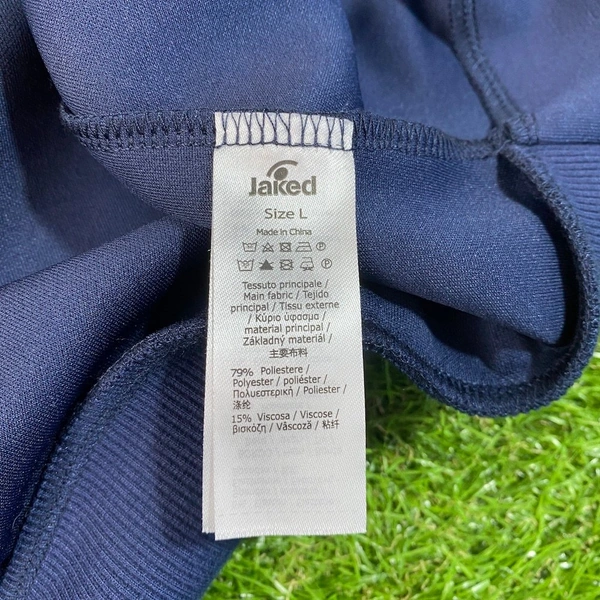 Jaked
Size L
Made in China
Tessuto principale /
Main fabric / Tejido
principal / Tissu externe
/ Κύριο ύφασμα /
material principal /
Základný materiál /
主要布料
79% Poliestere /
Polyester / poliéster /
Πολυεστερική / Poliester /
涤纶
15% Viscosa / Viscose /
βισκόζη / Vâscoză / 粘纤